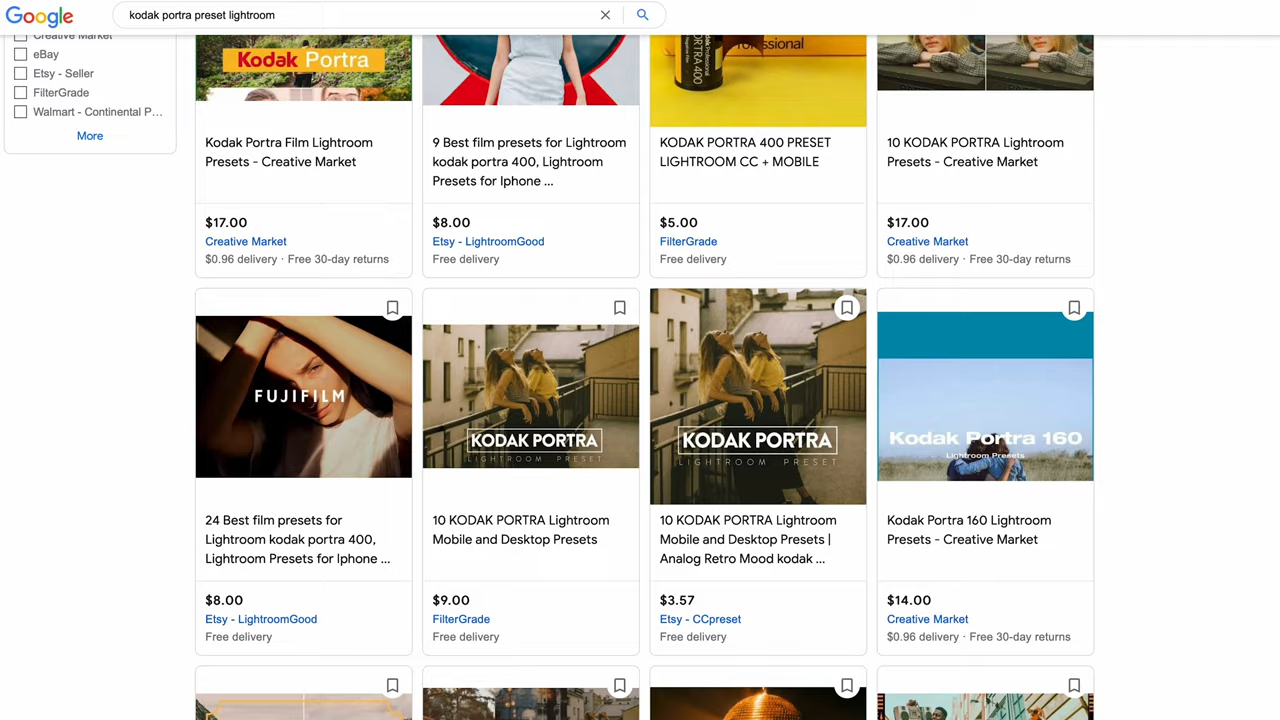 Google
kodak portra preset lightroom
Creative Market
eBay
Etsy - Seller
FilterGrade
Walmart - Continental P...
More
Kodak Portra
Kodak Portra Film Lightroom
Presets - Creative Market
$17.00
Creative Market
$0.96 delivery · Free 30-day returns
9 Best film presets for Lightroom
kodak portra 400, Lightroom
Presets for Iphone ...
$8.00
Etsy - LightroomGood
Free delivery
Professional
Kodak Professional
PORTRA 400
KODAK PORTRA 400 PRESET
LIGHTROOM CC + MOBILE
$5.00
FilterGrade
Free delivery
10 KODAK PORTRA Lightroom
Presets - Creative Market
$17.00
Creative Market
$0.96 delivery · Free 30-day returns
FUJIFILM
24 Best film presets for
Lightroom kodak portra 400,
Lightroom Presets for Iphone ...
$8.00
Etsy - LightroomGood
Free delivery
KODAK PORTRA
LIGHTROOM PRESET
10 KODAK PORTRA Lightroom
Mobile and Desktop Presets
$9.00
FilterGrade
Free delivery
KODAK PORTRA
LIGHTROOM PRESET
10 KODAK PORTRA Lightroom
Mobile and Desktop Presets |
Analog Retro Mood kodak ...
$3.57
Etsy - CCpreset
Free delivery
Kodak Portra 160
Lightroom Presets
Kodak Portra 160 Lightroom
Presets - Creative Market
$14.00
Creative Market
$0.96 delivery · Free 30-day returns